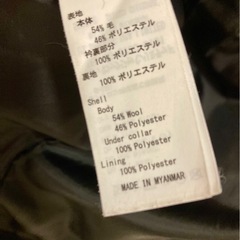 表地
本体
54% 毛
46% ポリエステル
衿裏部分
100% ポリエステル
裏地
100% ポリエステル
Shell
Body
54% Wool
46% Polyester
Under collar
100% Polyester
Lining
100% Polyester
MADE IN MYANMAR